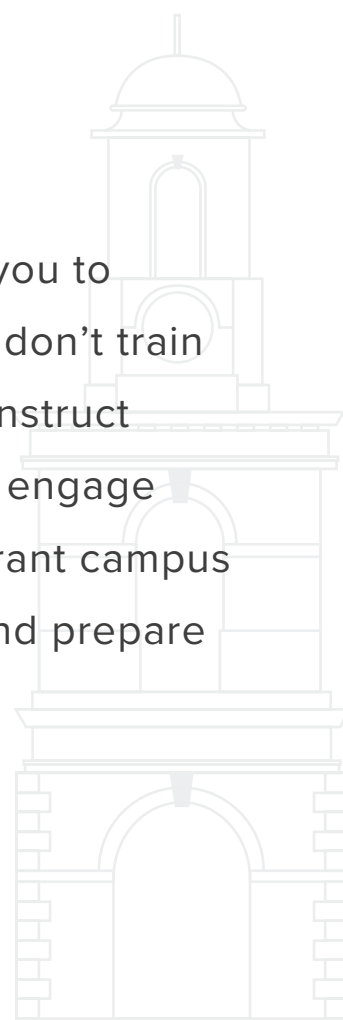 you to
don’t train
nstruct
engage
rant campus
nd prepare